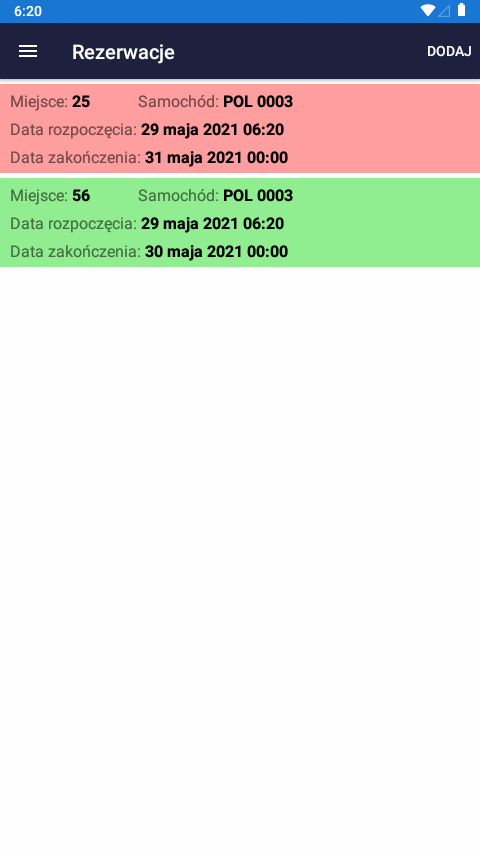 6:20
Rezerwacje DODAJ
Miejsce: 25 Samochód: POL 0003
Data rozpoczęcia: 29 maja 2021 06:20
Data zakończenia: 31 maja 2021 00:00
Miejsce: 56 Samochód: POL 0003
Data rozpoczęcia: 29 maja 2021 06:20
Data zakończenia: 30 maja 2021 00:00